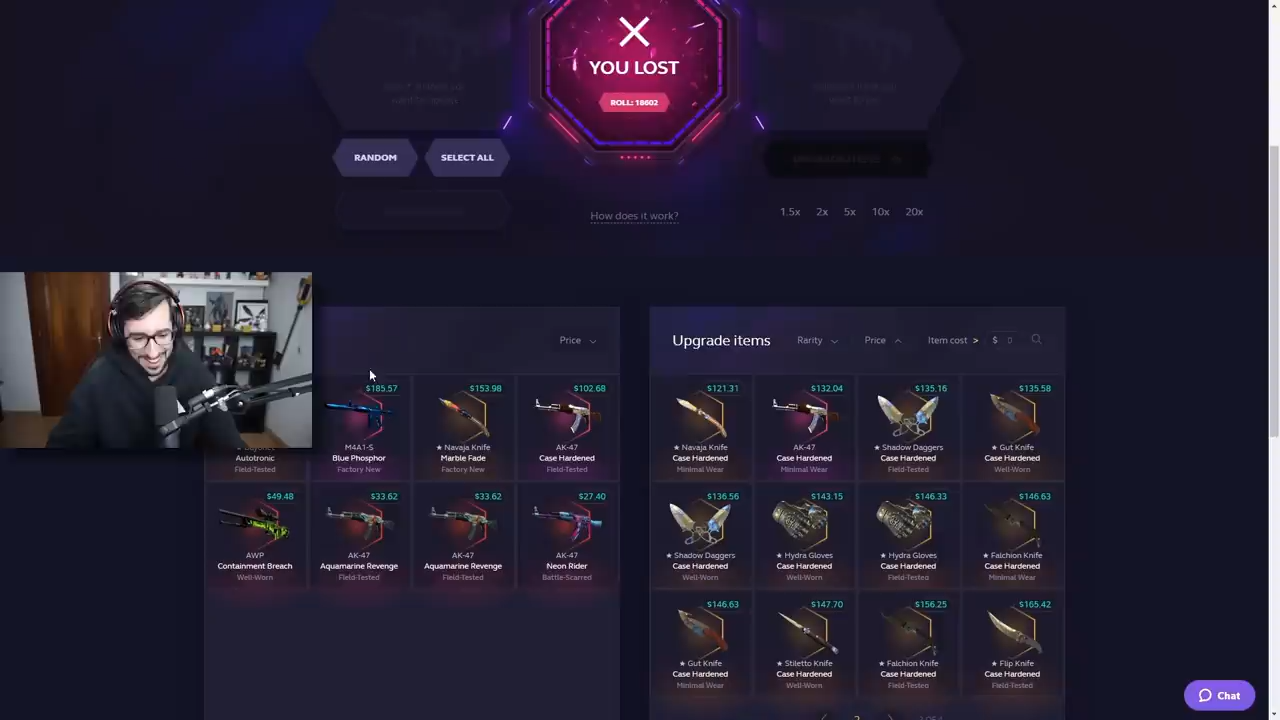 YOU LOST
ROLL: 18602
RANDOM
SELECT ALL
How does it work?
1.5x 2x 5x 10x 20x
Price
Upgrade items
Rarity
Price
Item cost > $ 0
$185.57
M4A1-S
Blue Phosphor
Factory New
$153.98
★ Navaja Knife
Marble Fade
Factory New
$102.68
AK-47
Case Hardened
Field-Tested
Autotronic
Field-Tested
$49.48
AWP
Containment Breach
Well-Worn
$33.62
AK-47
Aquamarine Revenge
Field-Tested
$33.62
AK-47
Aquamarine Revenge
Field-Tested
$27.40
AK-47
Neon Rider
Battle-Scarred
$121.31
★ Navaja Knife
Case Hardened
Minimal Wear
$132.04
AK-47
Case Hardened
Minimal Wear
$135.16
★ Shadow Daggers
Case Hardened
Field-Tested
$135.58
★ Gut Knife
Case Hardened
Well-Worn
$136.56
★ Shadow Daggers
Case Hardened
Well-Worn
$143.15
★ Hydra Gloves
Case Hardened
Well-Worn
$146.33
★ Hydra Gloves
Case Hardened
Field-Tested
$146.63
★ Falchion Knife
Case Hardened
Minimal Wear
$146.63
★ Gut Knife
Case Hardened
Minimal Wear
$147.70
★ Stiletto Knife
Case Hardened
Well-Worn
$156.25
★ Falchion Knife
Case Hardened
Field-Tested
$165.42
★ Flip Knife
Case Hardened
Field-Tested
Chat